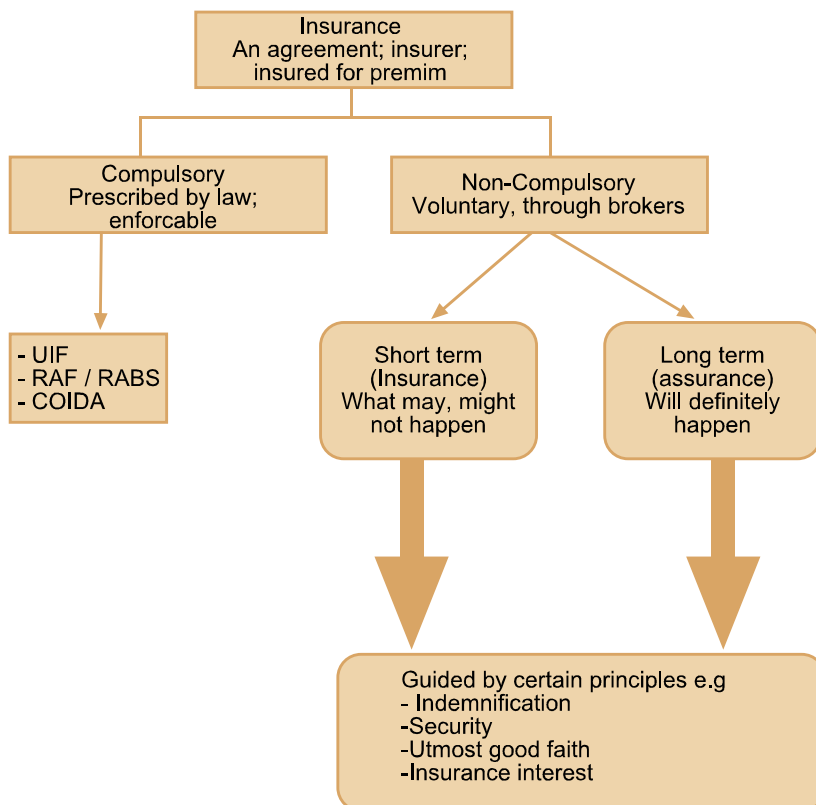 Insurance
An agreement; insurer;
insured for premim
Compulsory
Prescribed by law;
enforcable
Non-Compulsory
Voluntary, through brokers
- UIF
- RAF / RABS
- COIDA
Short term
(Insurance)
What may, might
not happen
Long term
(assurance)
Will definitely
happen
Guided by certain principles e.g
- Indemnification
-Security
-Utmost good faith
-Insurance interest